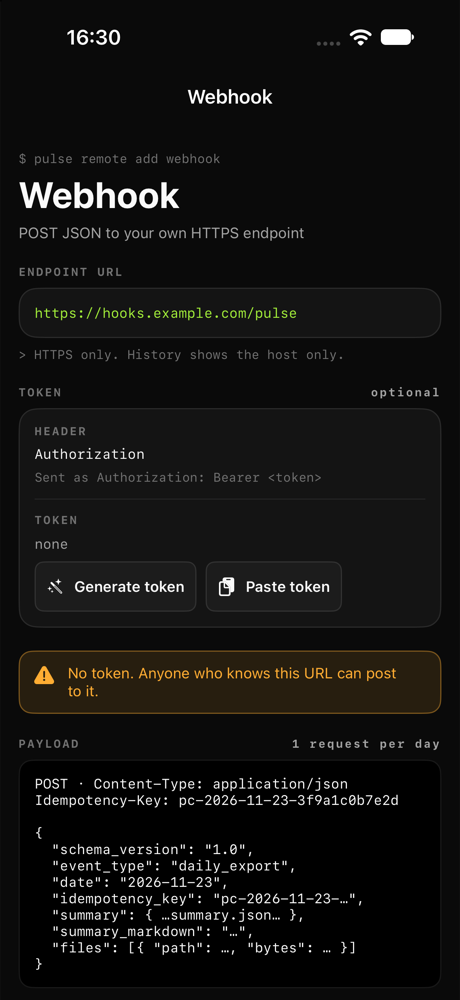 16:30
Webhook
$ pulse remote add webhook
Webhook
POST JSON to your own HTTPS endpoint
ENDPOINT URL
https://hooks.example.com/pulse
> HTTPS only. History shows the host only.
TOKEN optional
HEADER
Authorization
Sent as Authorization: Bearer <token>
TOKEN
none
Generate token Paste token
No token. Anyone who knows this URL can post
to it.
PAYLOAD 1 request per day
POST · Content-Type: application/json
Idempotency-Key: pc-2026-11-23-3f9a1c0b7e2d
{
  "schema_version": "1.0",
  "event_type": "daily_export",
  "date": "2026-11-23",
  "idempotency_key": "pc-2026-11-23-…",
  "summary": { …summary.json… },
  "summary_markdown": "…",
  "files": [{ "path": …, "bytes": … }]
}